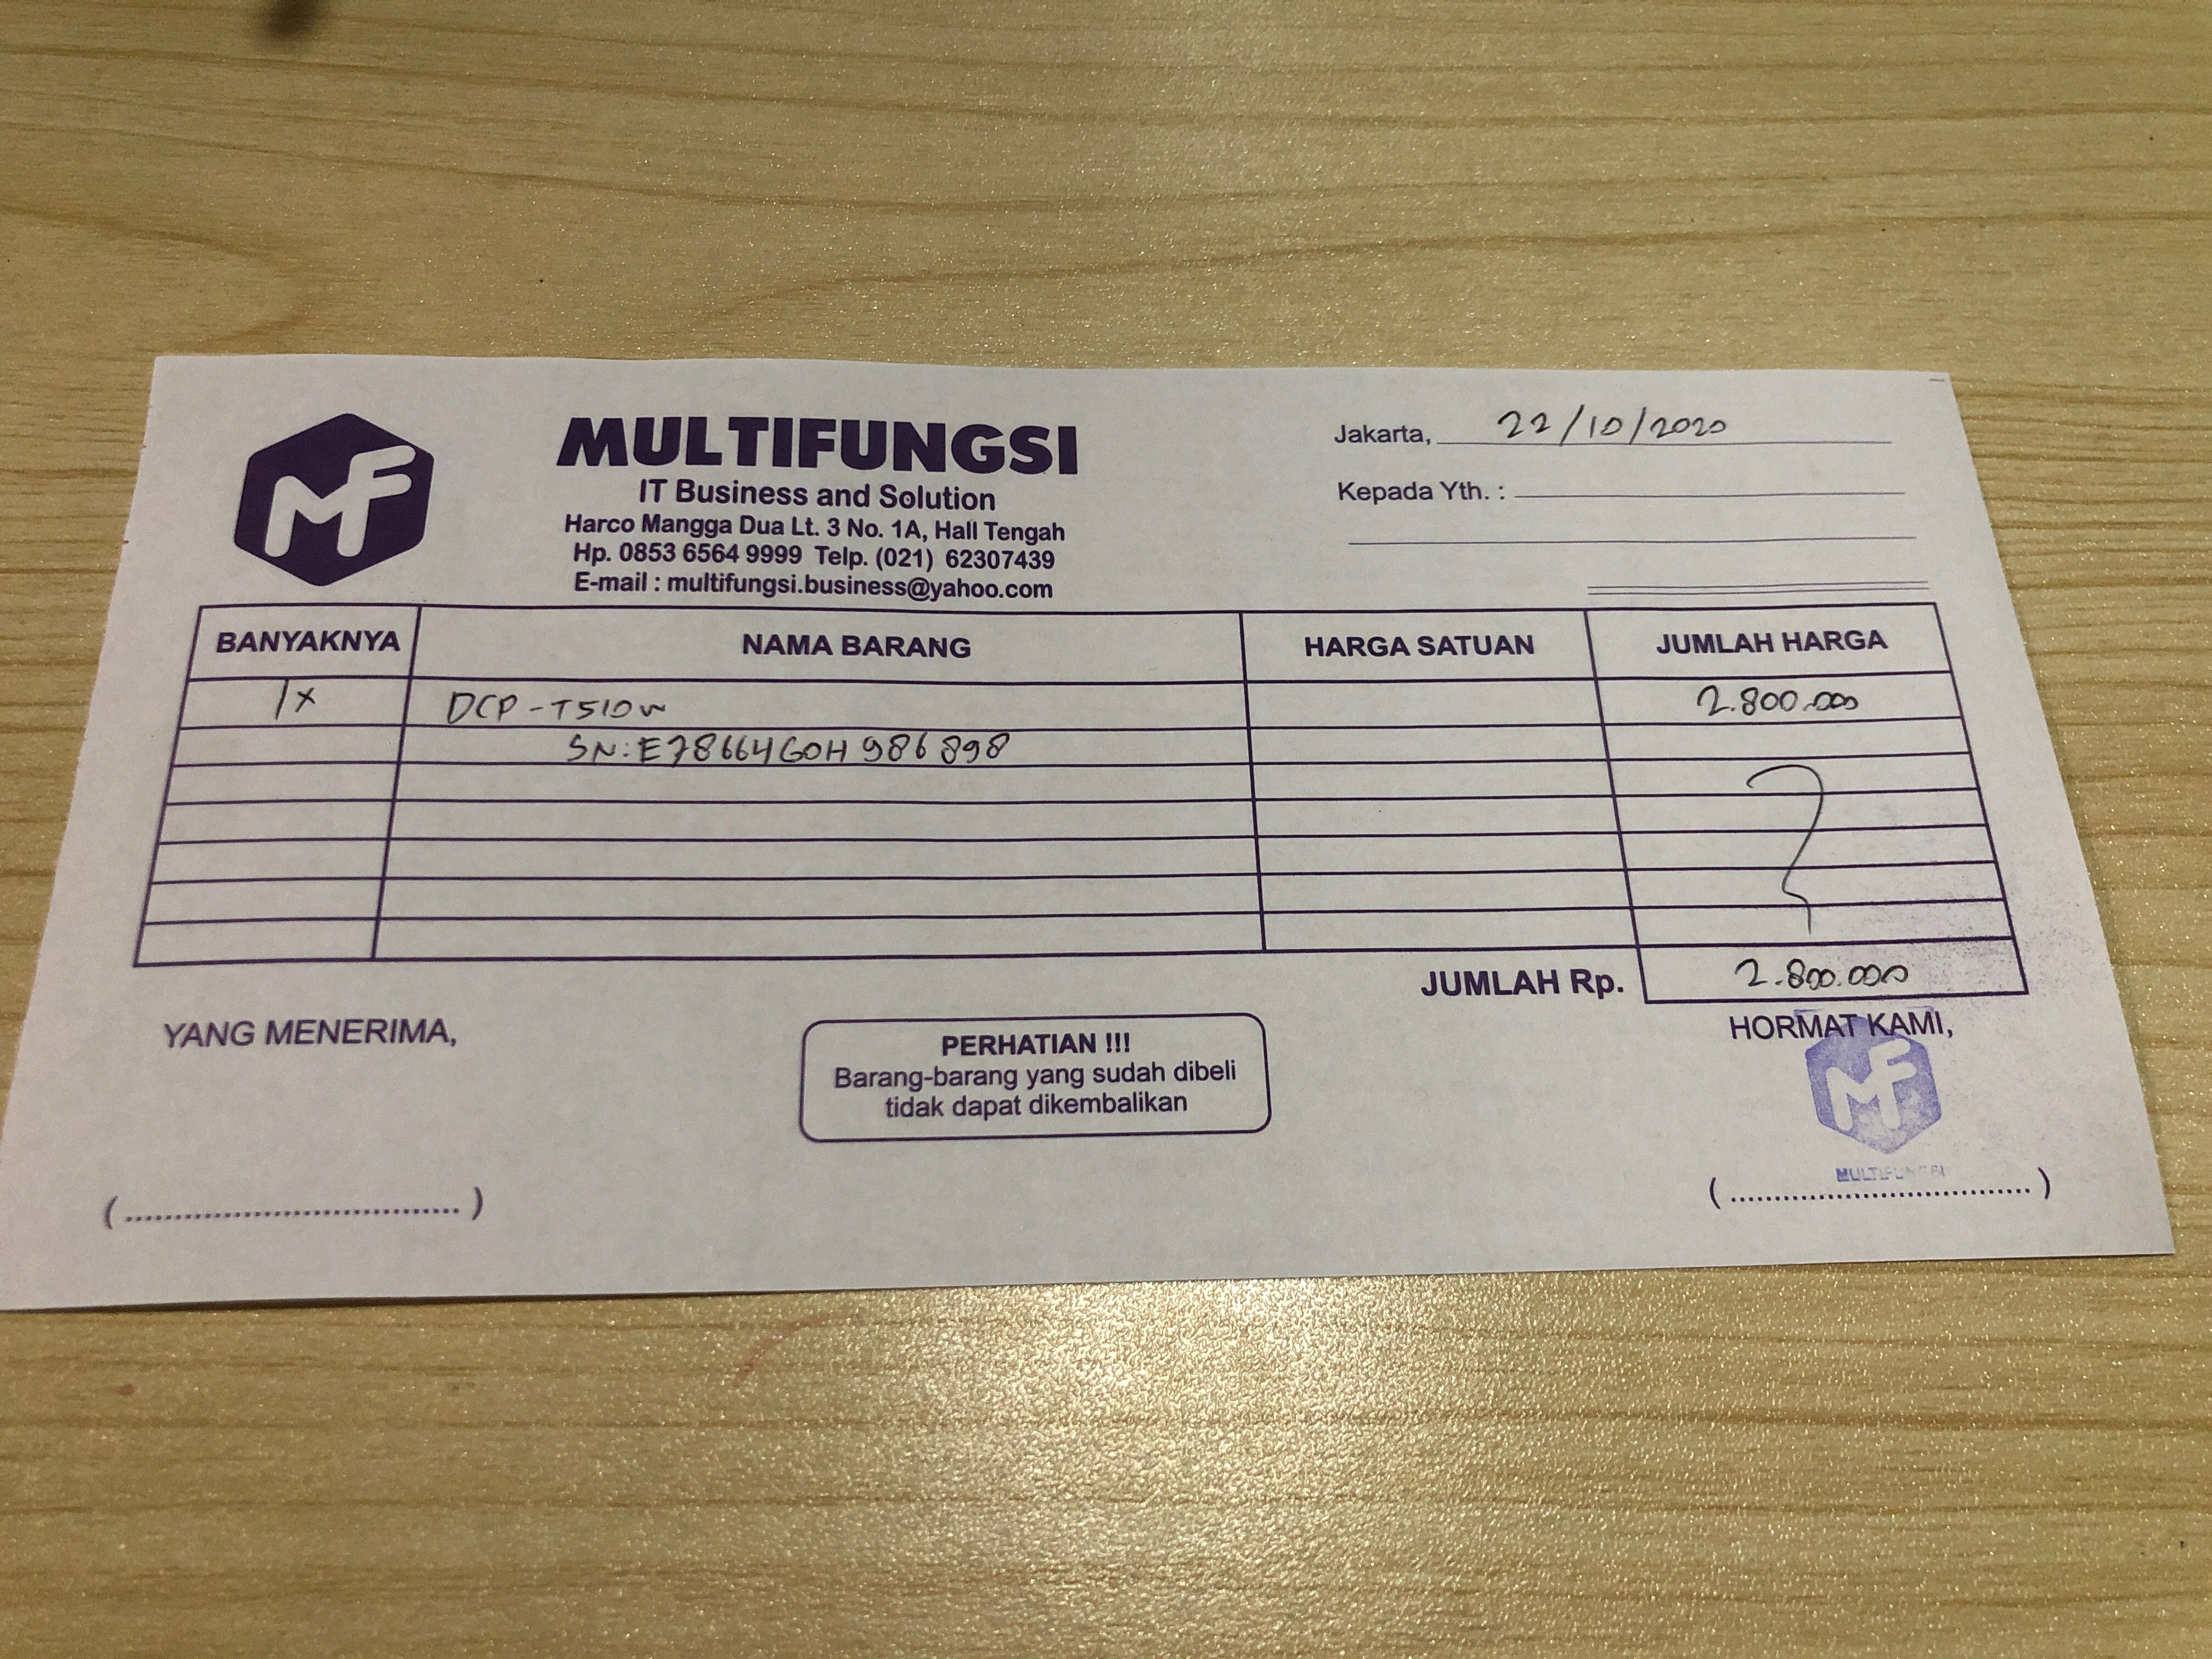 MF
MULTIFUNGSI
IT Business and Solution
Harco Mangga Dua Lt. 3 No. 1A, Hall Tengah
Hp. 0853 6564 9999 Telp. (021) 62307439
E-mail : multifungsi.business@yahoo.com
Jakarta, 22/10/2020
Kepada Yth. :
BANYAKNYA NAMA BARANG HARGA SATUAN JUMLAH HARGA
1x DCP-T510W 2.800.000
SN: E78664G0H986898
JUMLAH Rp. 2.800.000
YANG MENERIMA,
PERHATIAN !!!
Barang-barang yang sudah dibeli
tidak dapat dikembalikan
HORMAT KAMI,
MF
MULTIFUNGSI
(..................................)
(..................................)